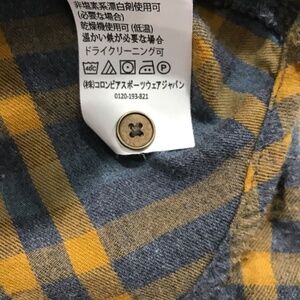 非塩素系漂白剤使用可
(必要な場合)
乾燥機使用可 (低温)
温かい鉄が必要な場合
ドライクリーニング可
(株)コロンビアスポーツウェアジャパン
0120-193-821